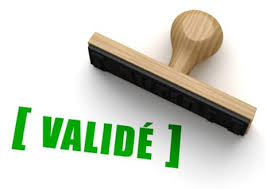 [ VALIDÉ ]